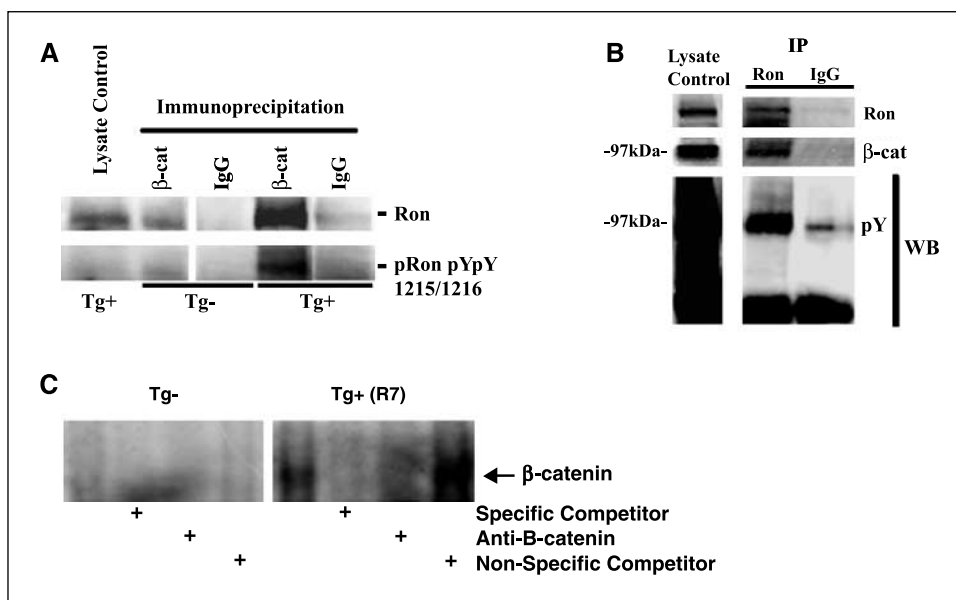 A
Lysate Control
Immunoprecipitation
β-cat
IgG
β-cat
IgG
- Ron
- pRon pYpY
1215/1216
Tg+
Tg-
Tg+
B
Lysate
Control
IP
Ron
IgG
Ron
-97kDa-
β-cat
-97kDa-
pY
WB
C
Tg-
Tg+ (R7)
β-catenin
+ + Specific Competitor
+ + Anti-B-catenin
+ + Non-Specific Competitor